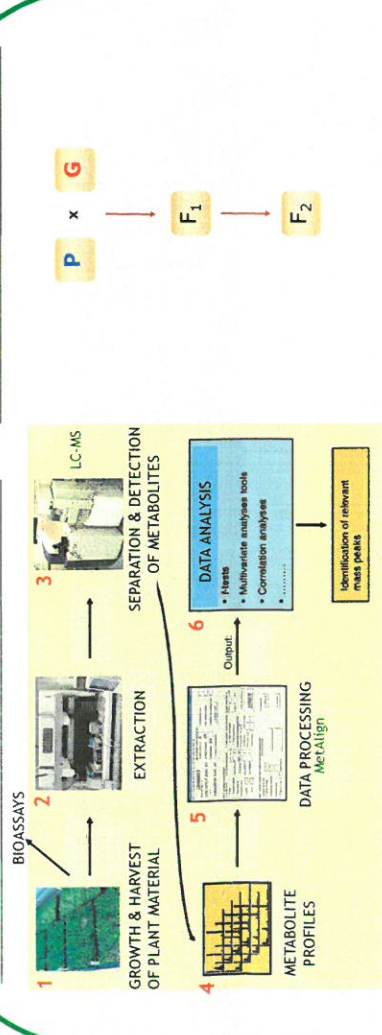 BIOASSAYS
1
GROWTH & HARVEST
OF PLANT MATERIAL
2
EXTRACTION
3
LC-MS
SEPARATION & DETECTION
OF METABOLITES
4
METABOLITE
PROFILES
5
DATA PROCESSING
MetAlign
Output:
6
DATA ANALYSIS
• t-tests
• Multivariate analyses tools
• Correlation analyses
• .........
Identification of relevant
mass peaks
P x G
F₁
F₂